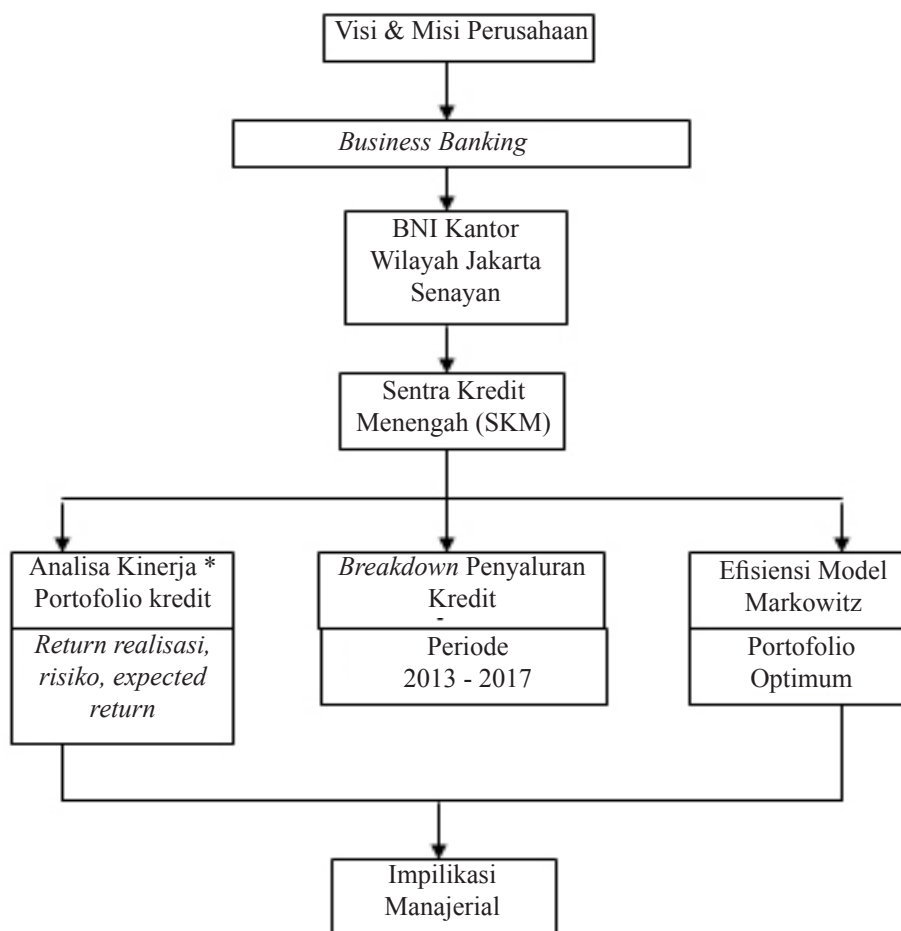 Visi & Misi Perusahaan
Business Banking
BNI Kantor
Wilayah Jakarta
Senayan
Sentra Kredit
Menengah (SKM)
Analisa Kinerja *
Portofolio kredit
Return realisasi,
risiko, expected
return
Breakdown Penyaluran
Kredit
-
Periode
2013 - 2017
Efisiensi Model
Markowitz
Portofolio
Optimum
Impilikasi
Manajerial